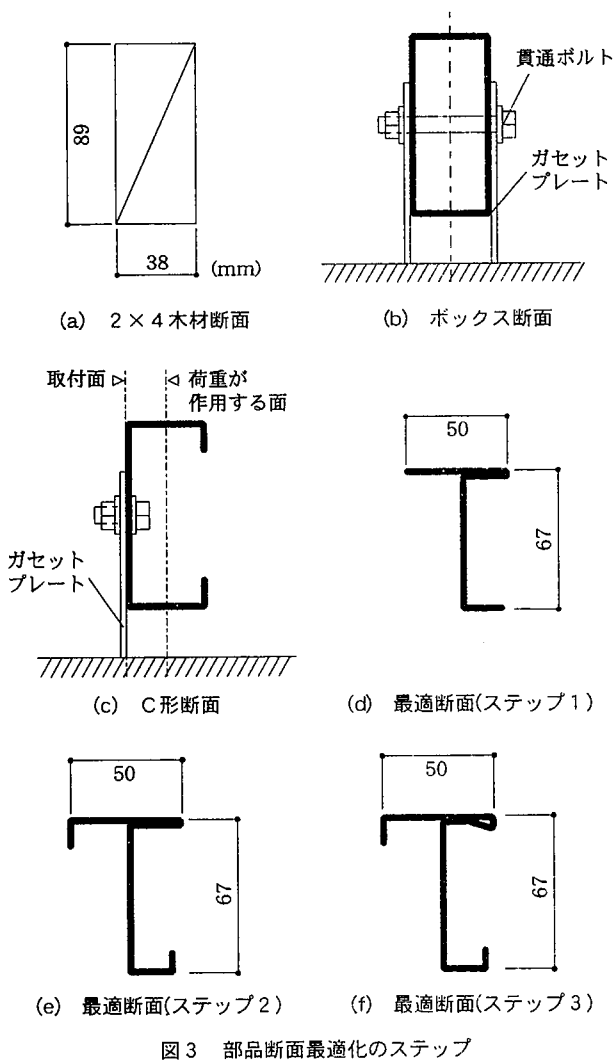 89
38
(mm)
(a) 2×4木材断面
貫通ボルト
ガセット
プレート
(b) ボックス断面
取付面 ▷
◁ 荷重が
作用する面
ガセット
プレート
(c) C形断面
50
67
(d) 最適断面(ステップ1)
50
67
(e) 最適断面(ステップ2)
50
67
(f) 最適断面(ステップ3)
図3 部品断面最適化のステップ